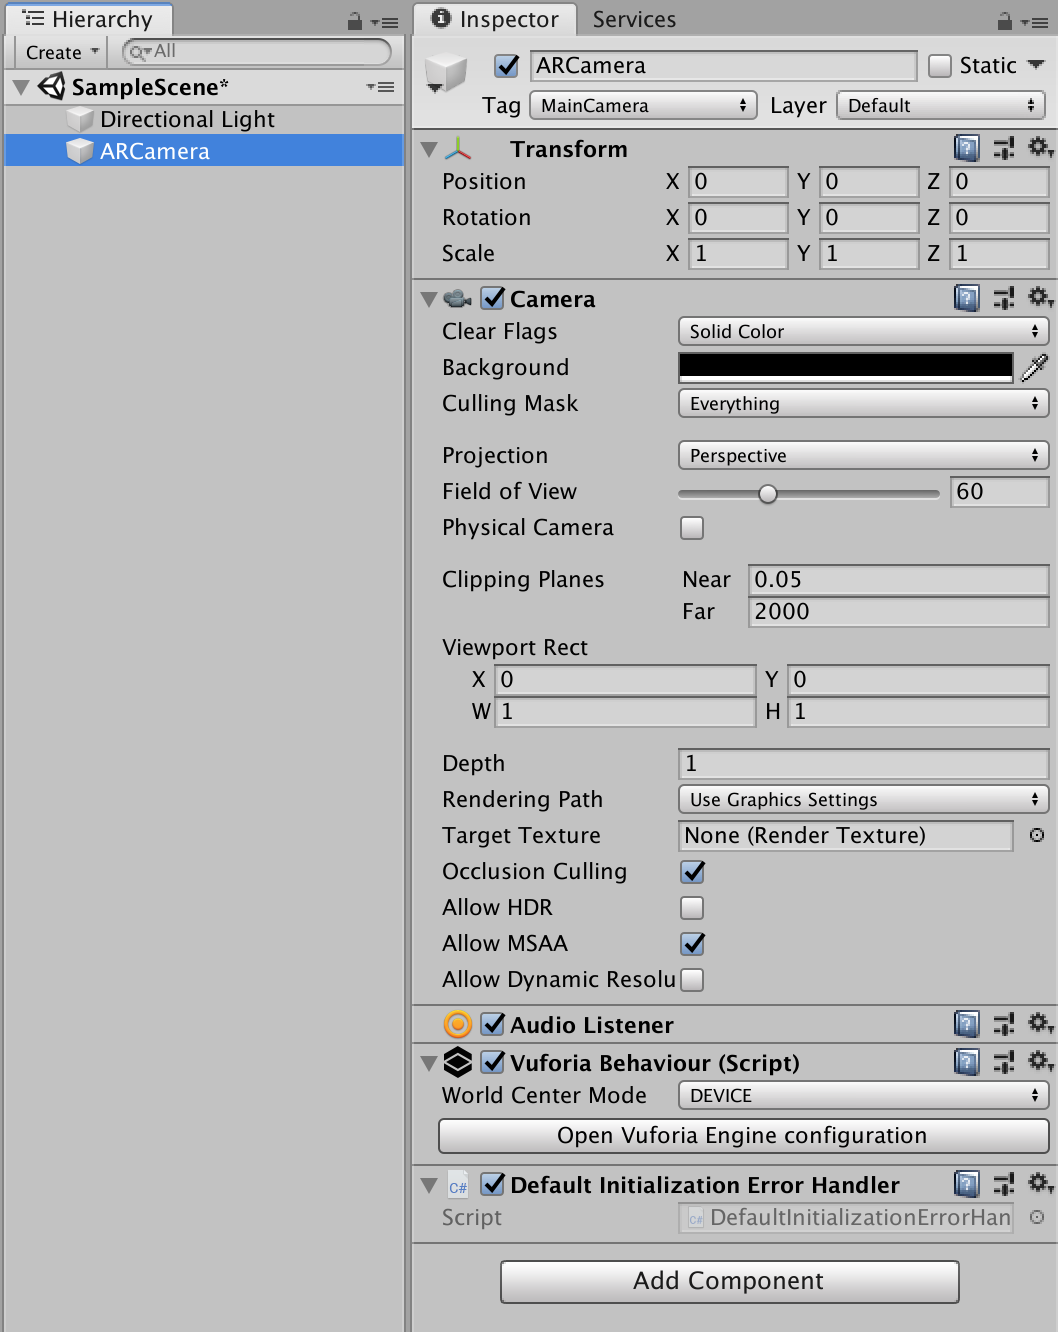 Hierarchy
Create
All
SampleScene*
Directional Light
ARCamera
Inspector
Services
ARCamera
Static
Tag MainCamera Layer Default
Transform
Position X 0 Y 0 Z 0
Rotation X 0 Y 0 Z 0
Scale X 1 Y 1 Z 1
Camera
Clear Flags Solid Color
Background
Culling Mask Everything
Projection Perspective
Field of View 60
Physical Camera
Clipping Planes Near 0.05
Far 2000
Viewport Rect
X 0 Y 0
W 1 H 1
Depth 1
Rendering Path Use Graphics Settings
Target Texture None (Render Texture)
Occlusion Culling
Allow HDR
Allow MSAA
Allow Dynamic Resolu
Audio Listener
Vuforia Behaviour (Script)
World Center Mode DEVICE
Open Vuforia Engine configuration
C# Default Initialization Error Handler
Script C# DefaultInitializationErrorHan
Add Component